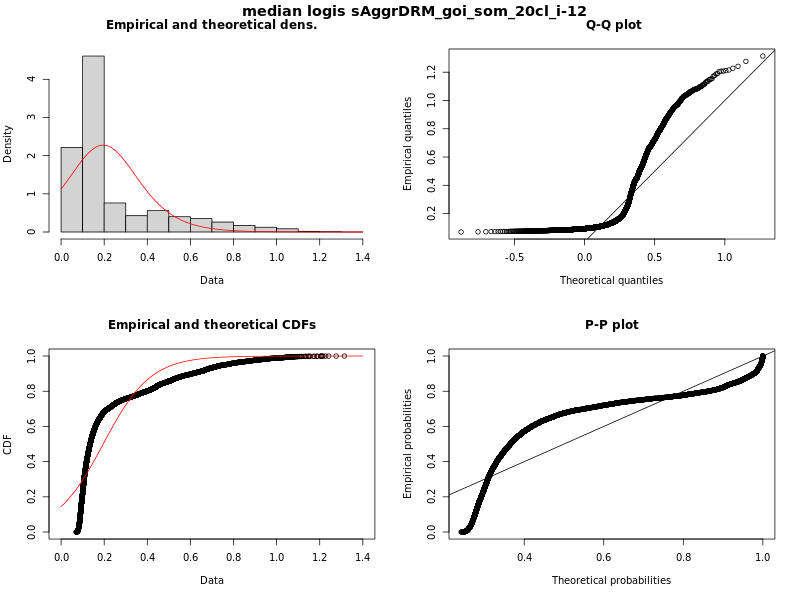 median logis sAggrDRM_goi_som_20cl_i-12
Empirical and theoretical dens.
Density
0 1 2 3 4
0.0 0.2 0.4 0.6 0.8 1.0 1.2 1.4
Data
Q-Q plot
Empirical quantiles
0.2 0.4 0.6 0.8 1.0 1.2
-0.5 0.0 0.5 1.0
Theoretical quantiles
Empirical and theoretical CDFs
CDF
0.0 0.2 0.4 0.6 0.8 1.0
0.0 0.2 0.4 0.6 0.8 1.0 1.2 1.4
Data
P-P plot
Empirical probabilities
0.0 0.2 0.4 0.6 0.8 1.0
0.4 0.6 0.8 1.0
Theoretical probabilities